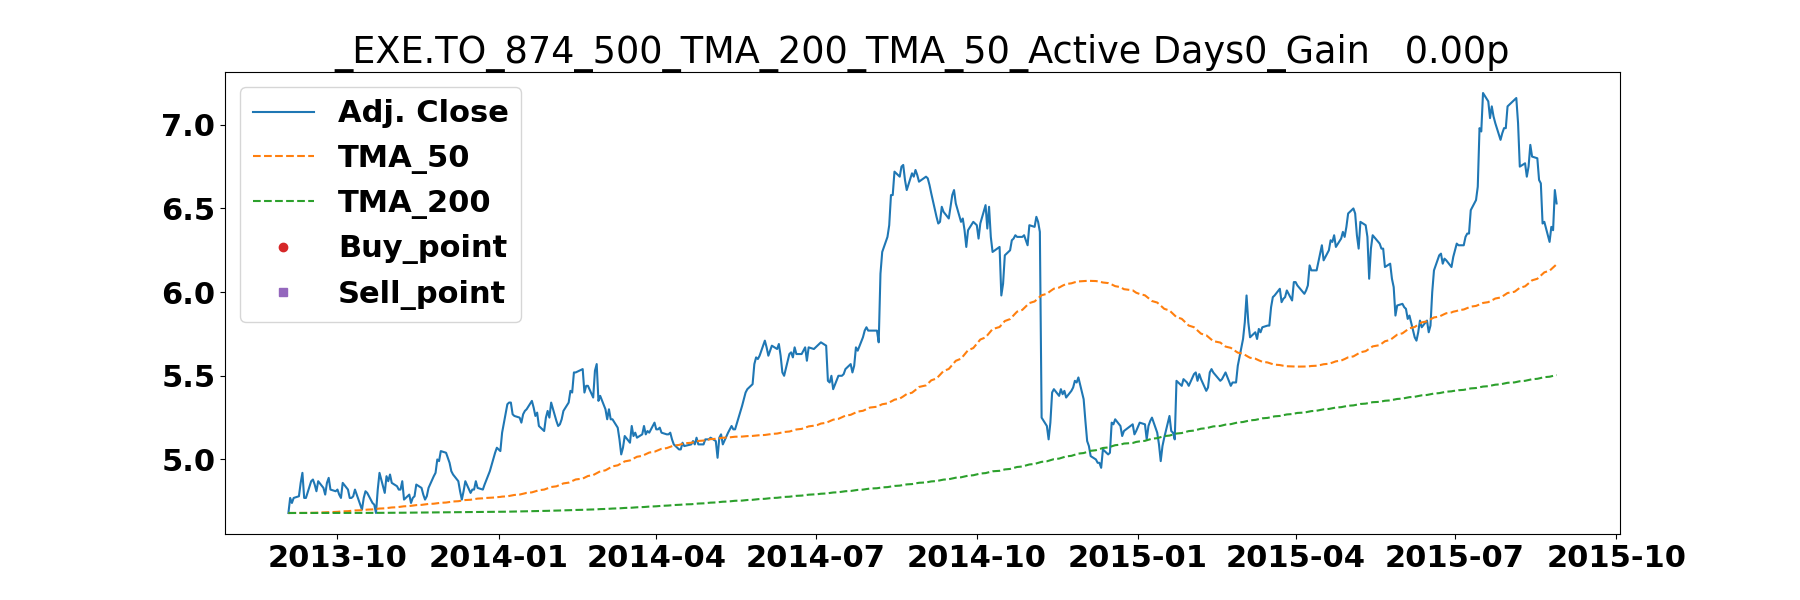 _EXE.TO_874_500_TMA_200_TMA_50_Active Days0_Gain   0.00p
Adj. Close
TMA_50
TMA_200
Buy_point
Sell_point
7.0
6.5
6.0
5.5
5.0
2013-10 2014-01 2014-04 2014-07 2014-10 2015-01 2015-04 2015-07 2015-10